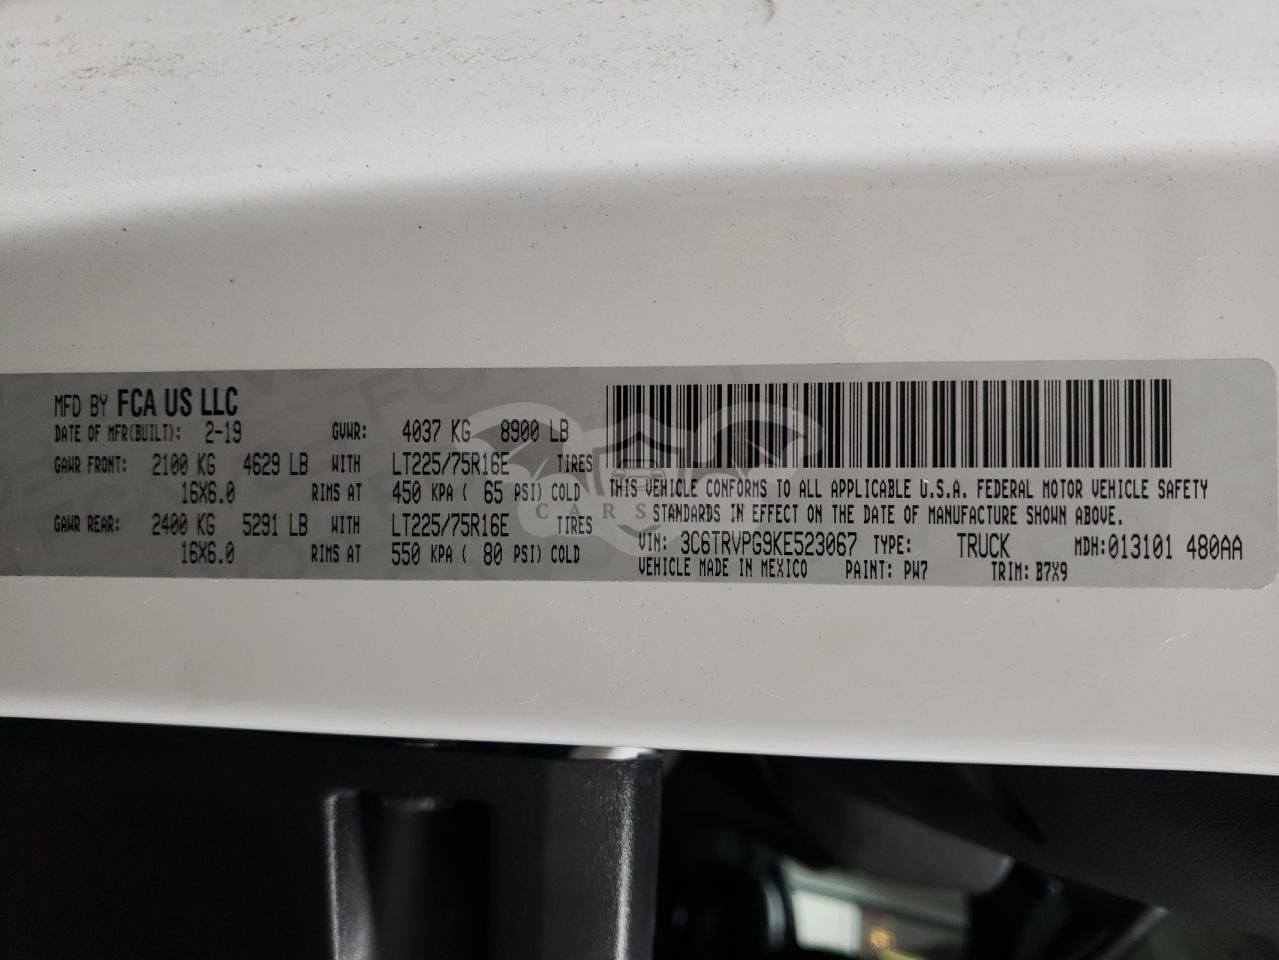 MFD BY FCA US LLC
DATE OF MFR(BUILT): 2-19 GVWR: 4037 KG 8900 LB
GAWR FRONT: 2100 KG 4629 LB WITH LT225/75R16E TIRES
16X6.0 RIMS AT 450 KPA ( 65 PSI) COLD
GAWR REAR: 2400 KG 5291 LB WITH LT225/75R16E TIRES
16X6.0 RIMS AT 550 KPA ( 80 PSI) COLD
THIS VEHICLE CONFORMS TO ALL APPLICABLE U.S.A. FEDERAL MOTOR VEHICLE SAFETY
STANDARDS IN EFFECT ON THE DATE OF MANUFACTURE SHOWN ABOVE.
VIN: 3C6TRVPG9KE523067 TYPE: TRUCK MDH:013101 480AA
VEHICLE MADE IN MEXICO PAINT: PW7 TRIM: B7X9
CARS